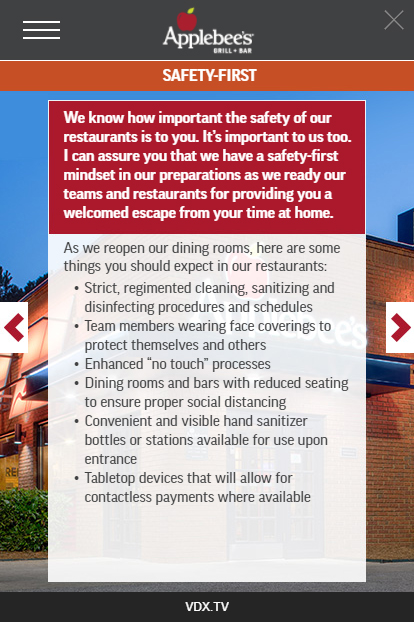 Applebee's
GRILL + BAR
SAFETY-FIRST
We know how important the safety of our
restaurants is to you. It's important to us too.
I can assure you that we have a safety-first
mindset in our preparations as we ready our
teams and restaurants for providing you a
welcomed escape from your time at home.
As we reopen our dining rooms, here are some
things you should expect in our restaurants:
• Strict, regimented cleaning, sanitizing and
disinfecting procedures and schedules
• Team members wearing face coverings to
protect themselves and others
• Enhanced “no touch” processes
• Dining rooms and bars with reduced seating
to ensure proper social distancing
• Convenient and visible hand sanitizer
bottles or stations available for use upon
entrance
• Tabletop devices that will allow for
contactless payments where available
Applebee's
VDX.TV